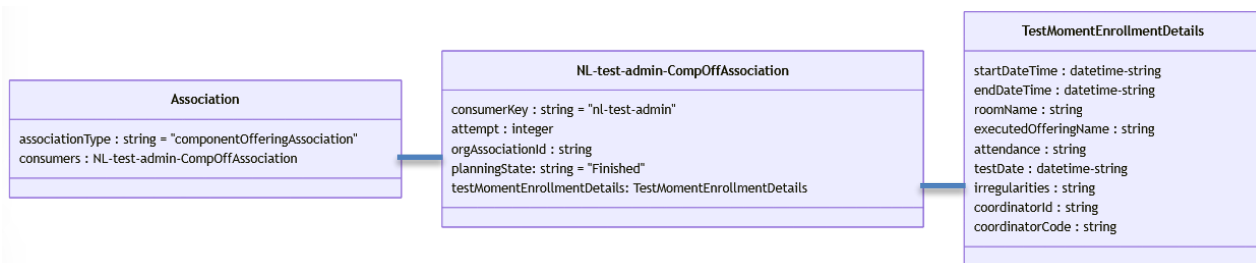 Association
associationType : string = "componentOfferingAssociation"
consumers : NL-test-admin-CompOffAssociation
NL-test-admin-CompOffAssociation
consumerKey : string = "nl-test-admin"
attempt : integer
orgAssociationId : string
planningState: string = "Finished"
testMomentEnrollmentDetails: TestMomentEnrollmentDetails
TestMomentEnrollmentDetails
startDateTime : datetime-string
endDateTime : datetime-string
roomName : string
executedOfferingName : string
attendance : string
testDate : datetime-string
irregularities : string
coordinatorId : string
coordinatorCode : string